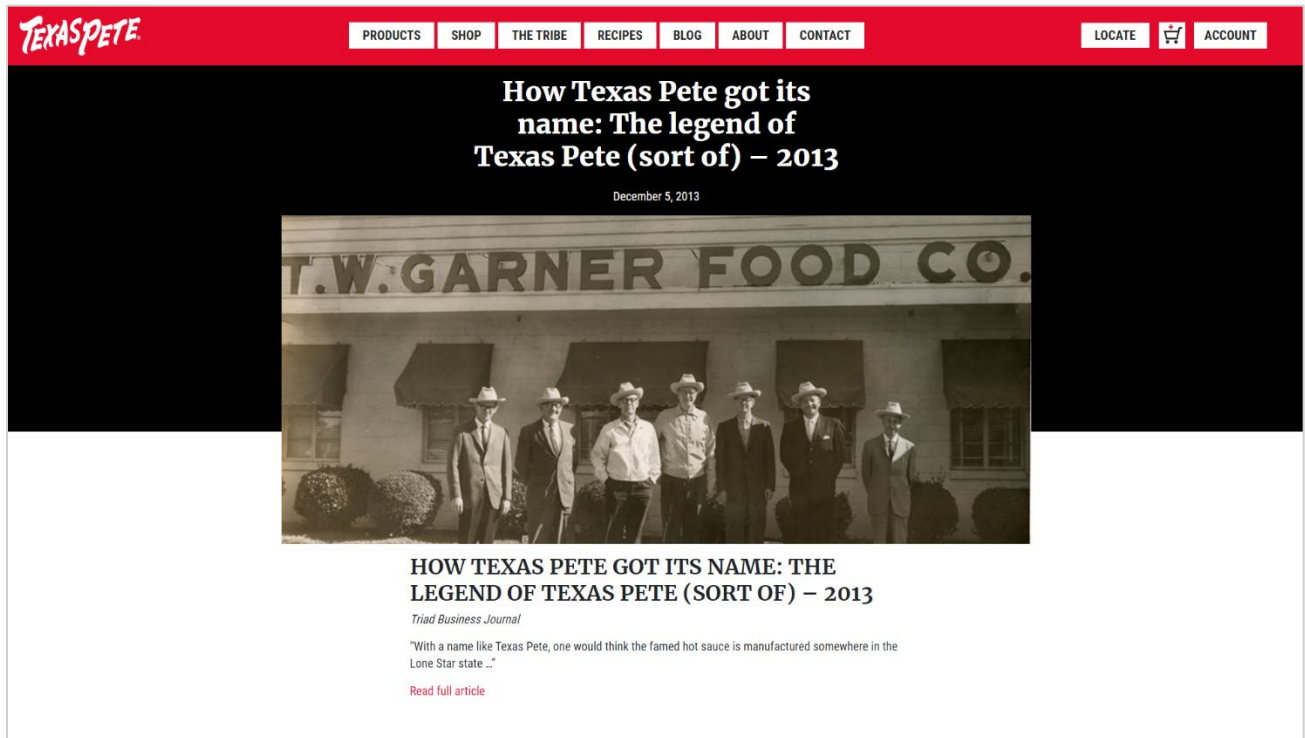 TEXAS PETE®
PRODUCTS
SHOP
THE TRIBE
RECIPES
BLOG
ABOUT
CONTACT
LOCATE
ACCOUNT
How Texas Pete got its
name: The legend of
Texas Pete (sort of) – 2013
December 5, 2013
T.W. GARNER FOOD CO.
HOW TEXAS PETE GOT ITS NAME: THE
LEGEND OF TEXAS PETE (SORT OF) – 2013
Triad Business Journal
“With a name like Texas Pete, one would think the famed hot sauce is manufactured somewhere in the
Lone Star state …”
Read full article